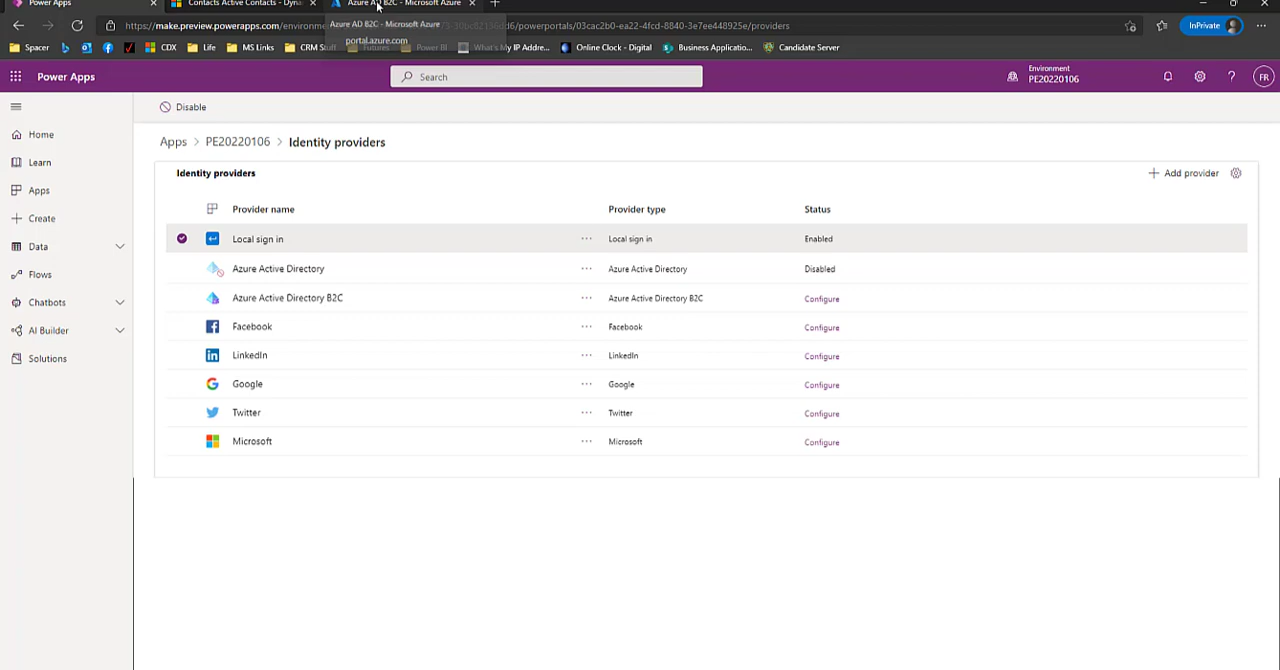 Power Apps
Contacts Active Contacts - Dyna
Azure AD B2C - Microsoft Azure
https://make.preview.powerapps.com/environme
/powerportals/03cac2b0-ea22-4fcd-8840-3e7ee448925e/providers
InPrivate
Azure AD B2C - Microsoft Azure
portal.azure.com
Spacer
CDX
Life
MS Links
CRM Stuff
Futures
Power BI
What's My IP Addre...
Online Clock - Digital
Business Applicatio...
Candidate Server
Power Apps
Search
Environment
PE20220106
?
FR
Disable
Home
Learn
Apps
Create
Data
Flows
Chatbots
AI Builder
Solutions
Apps > PE20220106 > Identity providers
Identity providers
+ Add provider
Provider name Provider type Status
Local sign in ··· Local sign in Enabled
Azure Active Directory ··· Azure Active Directory Disabled
Azure Active Directory B2C ··· Azure Active Directory B2C Configure
Facebook ··· Facebook Configure
LinkedIn ··· LinkedIn Configure
Google ··· Google Configure
Twitter ··· Twitter Configure
Microsoft ··· Microsoft Configure